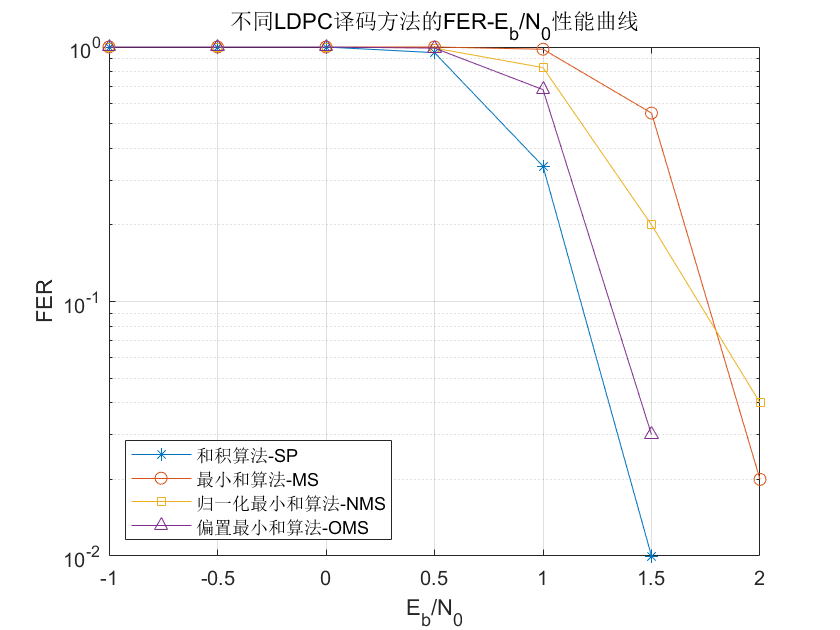 不同LDPC译码方法的FER-E_b/N_0性能曲线
10^0
10^-1
10^-2
FER
和积算法-SP
最小和算法-MS
归一化最小和算法-NMS
偏置最小和算法-OMS
-1 -0.5 0 0.5 1 1.5 2
E_b/N_0